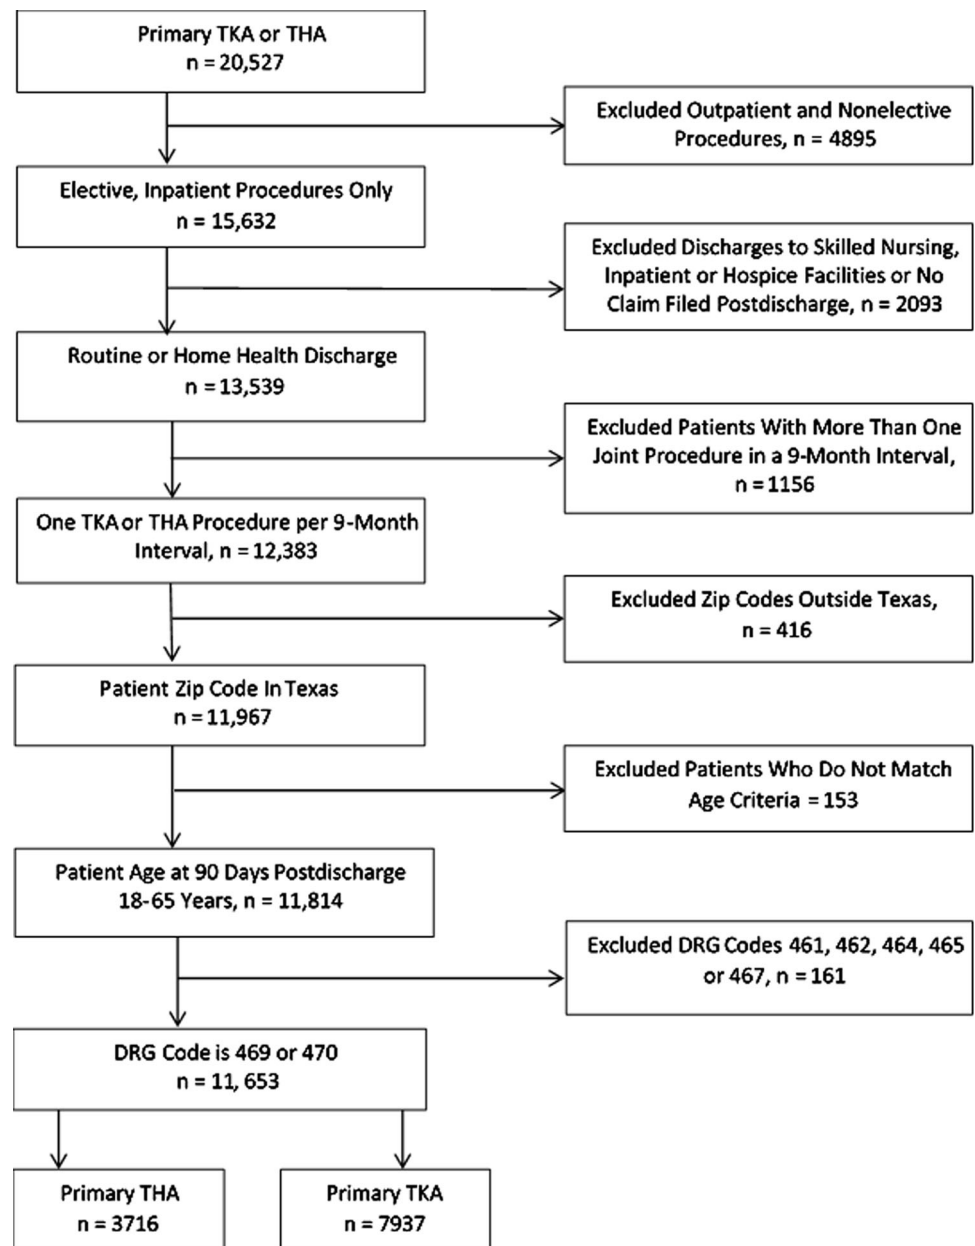 Primary TKA or THA
n = 20,527
Excluded Outpatient and Nonelective
Procedures, n = 4895
Elective, Inpatient Procedures Only
n = 15,632
Excluded Discharges to Skilled Nursing,
Inpatient or Hospice Facilities or No
Claim Filed Postdischarge, n = 2093
Routine or Home Health Discharge
n = 13,539
Excluded Patients With More Than One
Joint Procedure in a 9-Month Interval,
n = 1156
One TKA or THA Procedure per 9-Month
Interval, n = 12,383
Excluded Zip Codes Outside Texas,
n = 416
Patient Zip Code In Texas
n = 11,967
Excluded Patients Who Do Not Match
Age Criteria = 153
Patient Age at 90 Days Postdischarge
18-65 Years, n = 11,814
Excluded DRG Codes 461, 462, 464, 465
or 467, n = 161
DRG Code is 469 or 470
n = 11, 653
Primary THA
n = 3716
Primary TKA
n = 7937